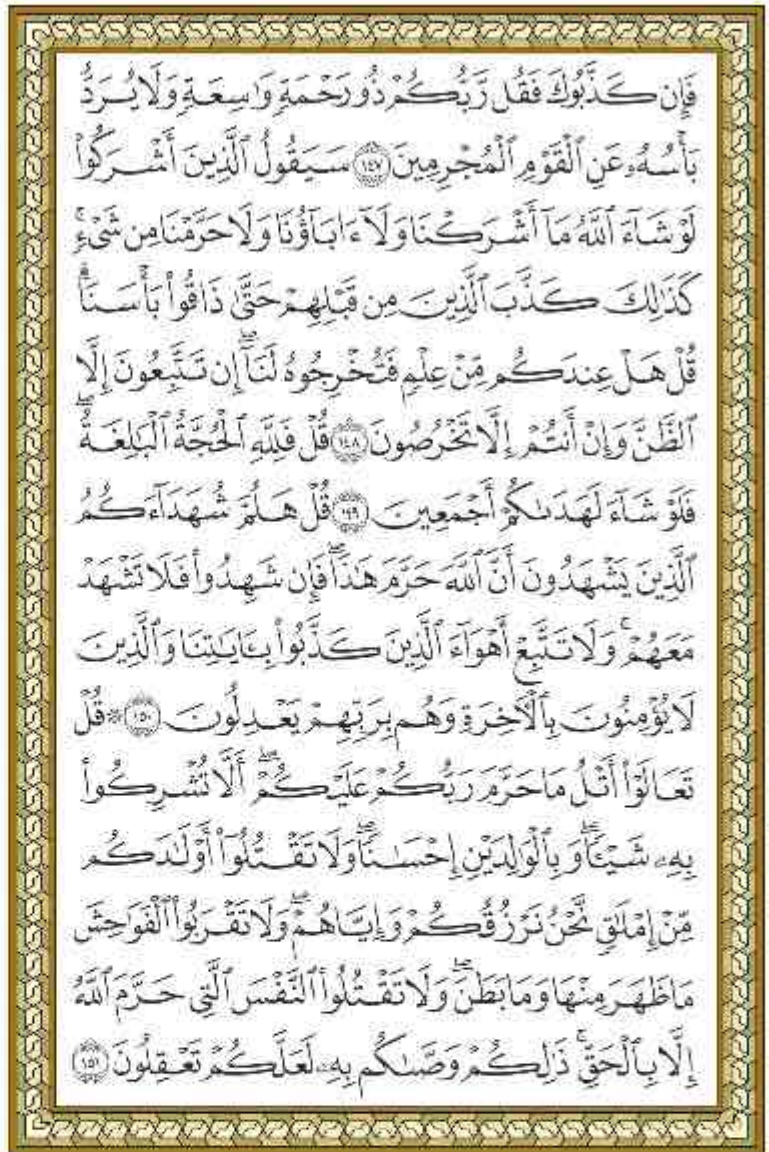 فَإِن كَذَّبُوكَ فَقُل رَّبُّكُمْ ذُو رَحْمَةٍ وَٰسِعَةٍ وَلَا يُرَدُّ
بَأْسُهُۥ عَنِ ٱلْقَوْمِ ٱلْمُجْرِمِينَ ١٤٧ سَيَقُولُ ٱلَّذِينَ أَشْرَكُوا۟
لَوْ شَآءَ ٱللَّهُ مَآ أَشْرَكْنَا وَلَآ ءَابَآؤُنَا وَلَا حَرَّمْنَا مِن شَىْءٍ ۚ
كَذَٰلِكَ كَذَّبَ ٱلَّذِينَ مِن قَبْلِهِمْ حَتَّىٰ ذَاقُوا۟ بَأْسَنَا ۗ
قُلْ هَلْ عِندَكُم مِّنْ عِلْمٍ فَتُخْرِجُوهُ لَنَآ ۖ إِن تَتَّبِعُونَ إِلَّا
ٱلظَّنَّ وَإِنْ أَنتُمْ إِلَّا تَخْرُصُونَ ١٤٨ قُلْ فَلِلَّهِ ٱلْحُجَّةُ ٱلْبَٰلِغَةُ ۖ
فَلَوْ شَآءَ لَهَدَىٰكُمْ أَجْمَعِينَ ١٤٩ قُلْ هَلُمَّ شُهَدَآءَكُمُ
ٱلَّذِينَ يَشْهَدُونَ أَنَّ ٱللَّهَ حَرَّمَ هَٰذَا ۖ فَإِن شَهِدُوا۟ فَلَا تَشْهَدْ
مَعَهُمْ ۚ وَلَا تَتَّبِعْ أَهْوَآءَ ٱلَّذِينَ كَذَّبُوا۟ بِـَٔايَٰتِنَا وَٱلَّذِينَ
لَا يُؤْمِنُونَ بِٱلْـَٔاخِرَةِ وَهُم بِرَبِّهِمْ يَعْدِلُونَ ١٥٠ ۞ قُلْ
تَعَالَوْا۟ أَتْلُ مَا حَرَّمَ رَبُّكُمْ عَلَيْكُمْ ۖ أَلَّا تُشْرِكُوا۟
بِهِۦ شَيْـًٔا ۖ وَبِٱلْوَٰلِدَيْنِ إِحْسَٰنًا ۖ وَلَا تَقْتُلُوٓا۟ أَوْلَٰدَكُم
مِّنْ إِمْلَٰقٍ ۖ نَّحْنُ نَرْزُقُكُمْ وَإِيَّاهُمْ ۖ وَلَا تَقْرَبُوا۟ ٱلْفَوَٰحِشَ
مَا ظَهَرَ مِنْهَا وَمَا بَطَنَ ۖ وَلَا تَقْتُلُوا۟ ٱلنَّفْسَ ٱلَّتِى حَرَّمَ ٱللَّهُ
إِلَّا بِٱلْحَقِّ ۚ ذَٰلِكُمْ وَصَّىٰكُم بِهِۦ لَعَلَّكُمْ تَعْقِلُونَ ١٥١